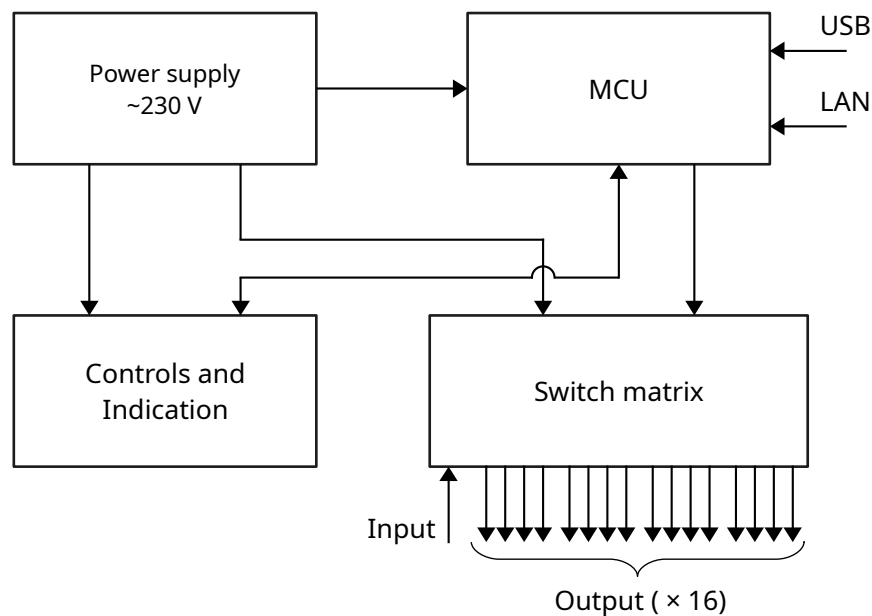 USB
Power supply
~230 V
MCU
LAN
Controls and
Indication
Switch matrix
Input
Output ( × 16)